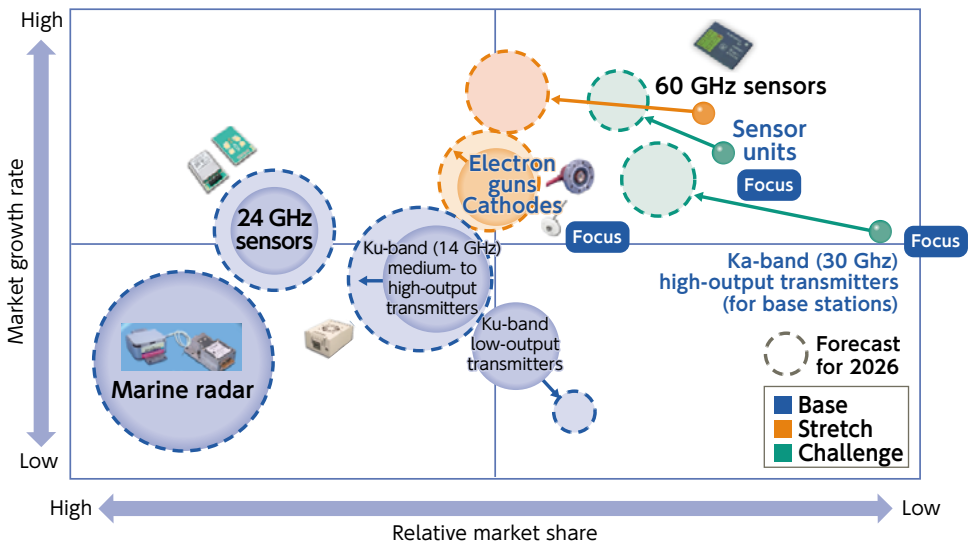 High
Market growth rate
Low
60 GHz sensors
Sensor
units
Focus
Electron
guns
Cathodes
Focus
24 GHz
sensors
Ku-band (14 GHz)
medium- to
high-output
transmitters
Focus
Ka-band (30 Ghz)
high-output transmitters
(for base stations)
Ku-band
low-output
transmitters
Marine radar
Forecast
for 2026
Base
Stretch
Challenge
High
Relative market share
Low